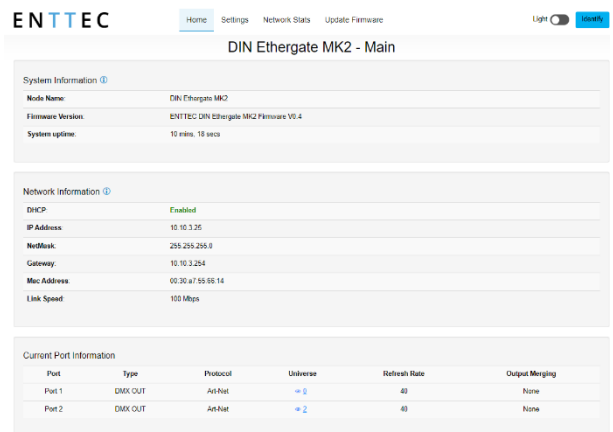 ENTTEC
Home Settings Network Stats Update Firmware
Light Identify
DIN Ethergate MK2 - Main
System Information
Node Name: DIN Ethergate MK2
Firmware Version: ENTTEC DIN Ethergate MK2 Firmware V0.4
System uptime: 10 mins, 18 secs
Network Information
DHCP: Enabled
IP Address: 10.10.3.25
NetMask: 255.255.255.0
Gateway: 10.10.3.254
Mac Address: 00:30:a7:55:66:14
Link Speed: 100 Mbps
Current Port Information
Port Type Protocol Universe Refresh Rate Output Merging
Port 1 DMX OUT Art-Net 0 40 None
Port 2 DMX OUT Art-Net 2 40 None